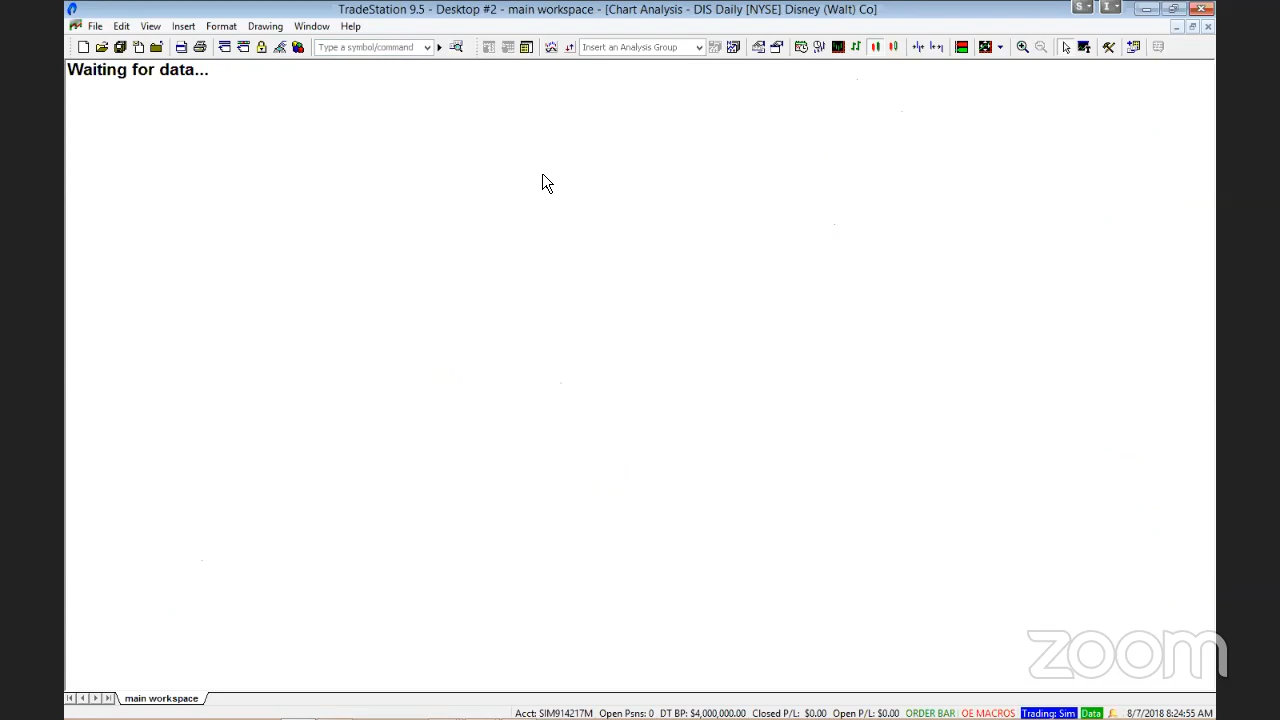 TradeStation 9.5 - Desktop #2 - main workspace - [Chart Analysis - DIS Daily [NYSE] Disney (Walt) Co]
S
I
File Edit View Insert Format Drawing Window Help
Type a symbol/command
Insert an Analysis Group
Waiting for data...
zoom
main workspace
Acct: SIM914217M Open Psns: 0 DT BP: $4,000,000.00 Closed P/L: $0.00 Open P/L: $0.00 ORDER BAR OE MACROS Trading: Sim Data 8/7/2018 8:24:55 AM